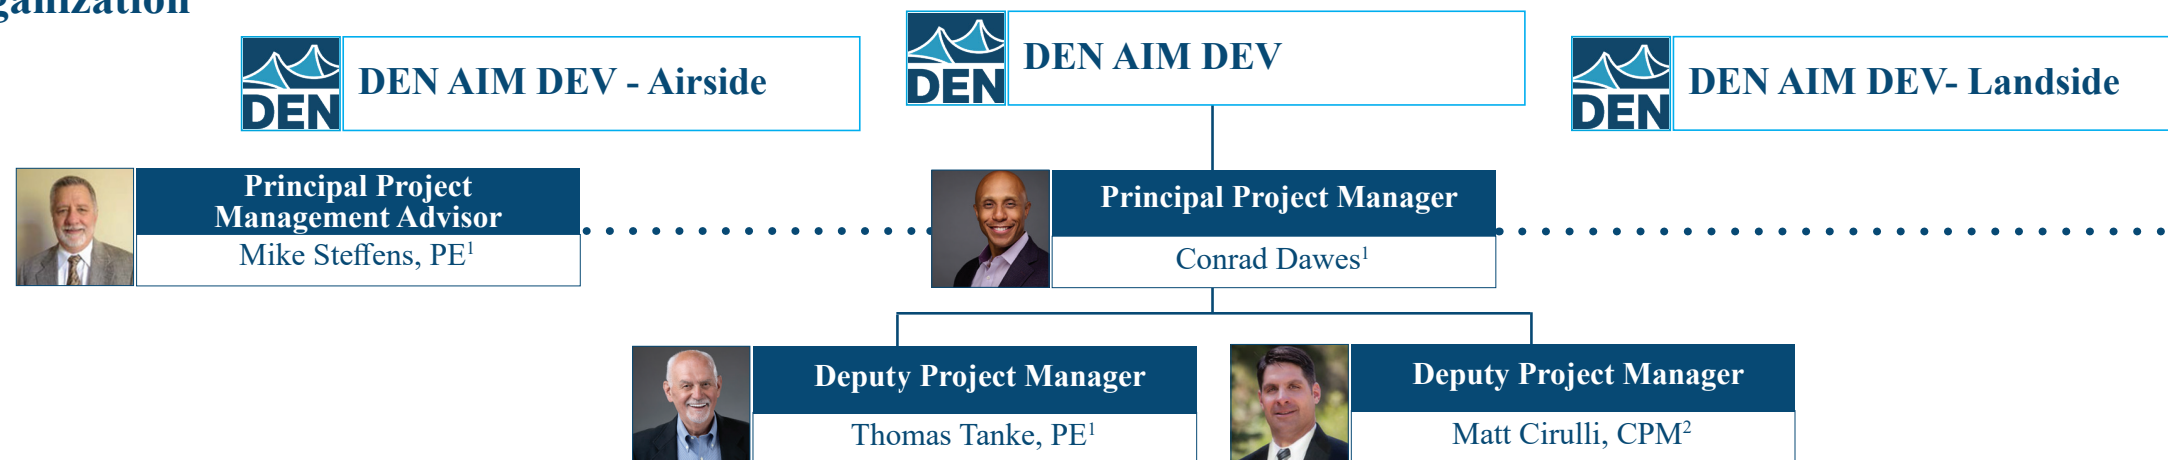 ganization
DEN AIM DEV - Airside
DEN
DEN AIM DEV
DEN
DEN AIM DEV- Landside
DEN
Principal Project
Management Advisor
Mike Steffens, PE¹
Principal Project Manager
Conrad Dawes¹
Deputy Project Manager
Thomas Tanke, PE¹
Deputy Project Manager
Matt Cirulli, CPM²